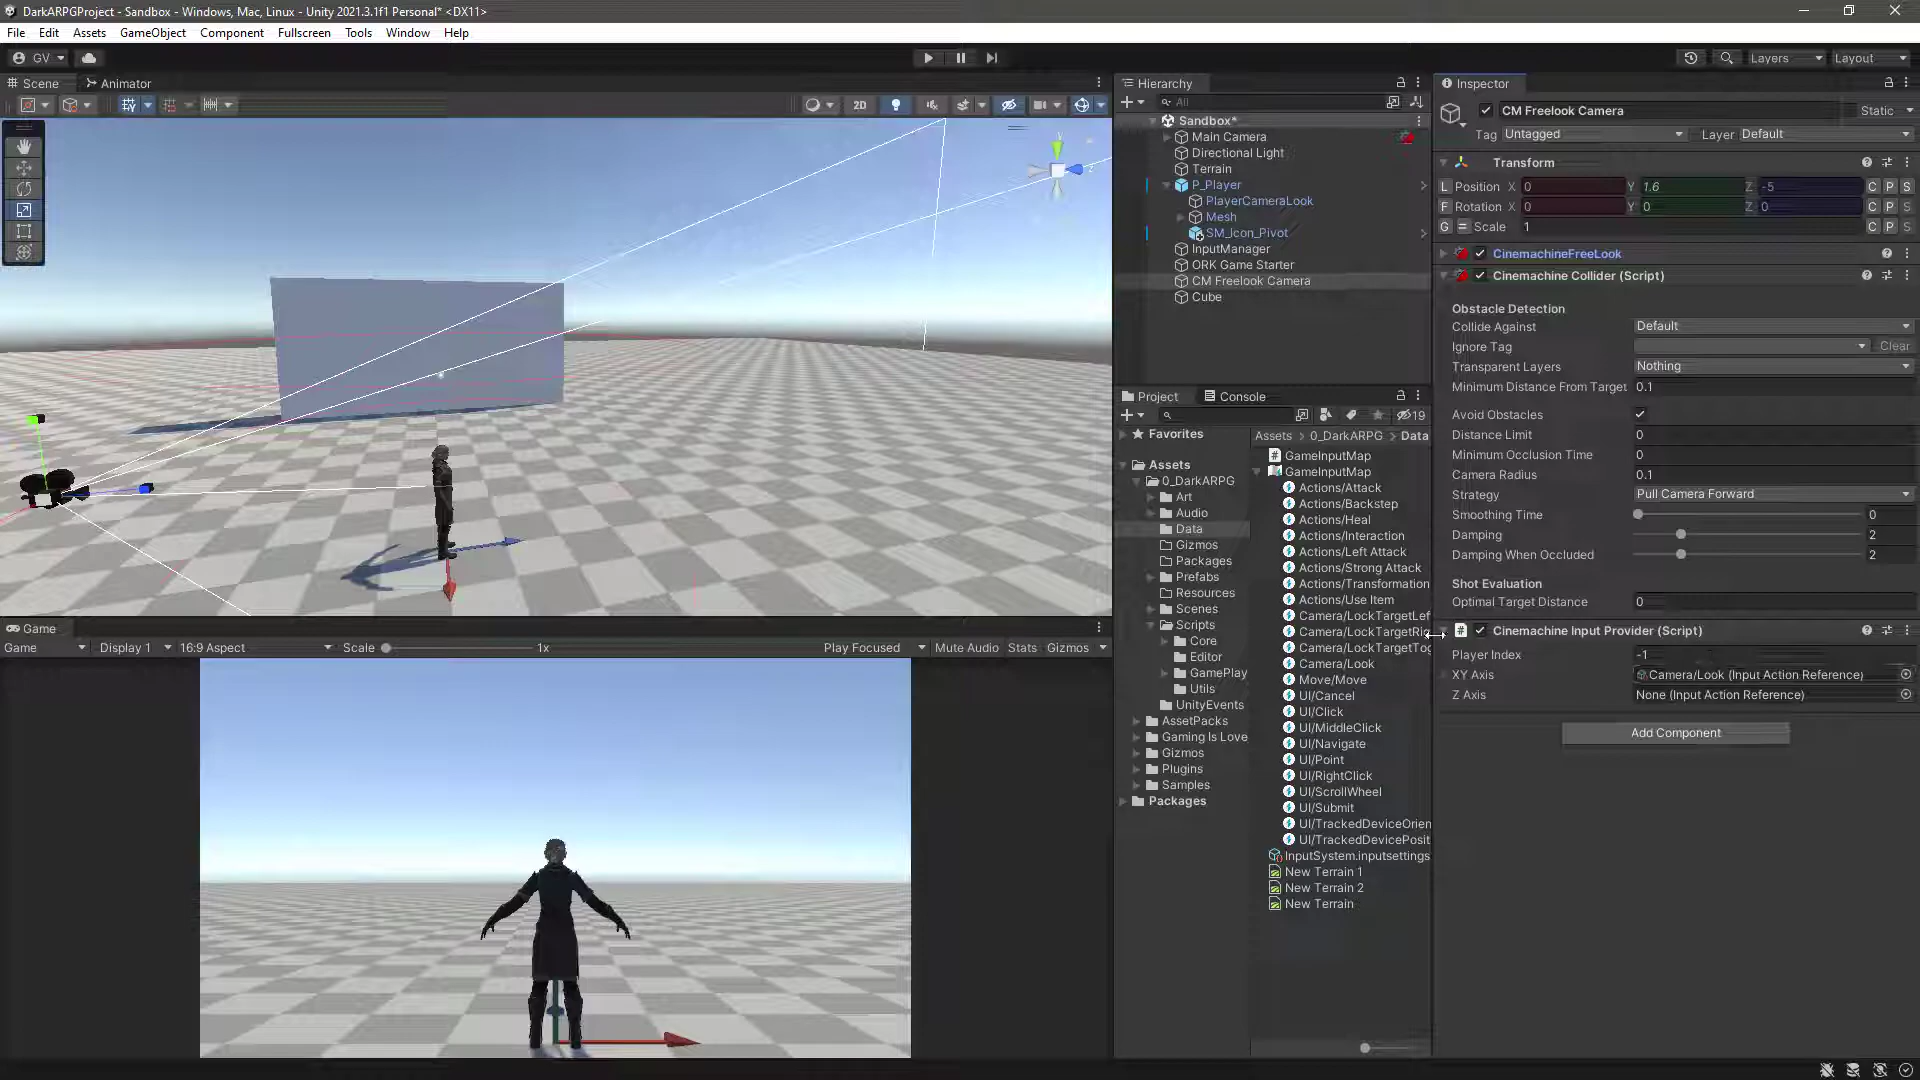 DarkARPGProject - Sandbox - Windows, Mac, Linux - Unity 2021.3.1f1 Personal* <DX11>
File Edit Assets GameObject Component Fullscreen Tools Window Help
GV
Layers Layout
Scene Animator
2D
Game
Game Display 1 16:9 Aspect Scale 1x Play Focused Mute Audio Stats Gizmos
Hierarchy
All
Sandbox*
Main Camera
Directional Light
Terrain
P_Player
PlayerCameraLook
Mesh
SM_Icon_Pivot
InputManager
ORK Game Starter
CM Freelook Camera
Cube
Project Console
19
Favorites
Assets
0_DarkARPG
Art
Audio
Data
Gizmos
Packages
Prefabs
Resources
Scenes
Scripts
Core
Editor
GamePlay
Utils
UnityEvents
AssetPacks
Gaming Is Love
Gizmos
Plugins
Samples
Packages
Assets > 0_DarkARPG > Data
GameInputMap
GameInputMap
Actions/Attack
Actions/Backstep
Actions/Heal
Actions/Interaction
Actions/Left Attack
Actions/Strong Attack
Actions/Transformation
Actions/Use Item
Camera/LockTargetLef
Camera/LockTargetRig
Camera/LockTargetTog
Camera/Look
Move/Move
UI/Cancel
UI/Click
UI/MiddleClick
UI/Navigate
UI/Point
UI/RightClick
UI/ScrollWheel
UI/Submit
UI/TrackedDeviceOrien
UI/TrackedDevicePosit
InputSystem.inputsettings
New Terrain 1
New Terrain 2
New Terrain
Inspector
CM Freelook Camera Static
Tag Untagged Layer Default
Transform
L Position X 0 Y 1.6 Z -5 C P S
F Rotation X 0 Y 0 Z 0 C P S
G = Scale 1 C P S
CinemachineFreeLook
Cinemachine Collider (Script)
Obstacle Detection
Collide Against Default
Ignore Tag Clear
Transparent Layers Nothing
Minimum Distance From Target 0.1
Avoid Obstacles
Distance Limit 0
Minimum Occlusion Time 0
Camera Radius 0.1
Strategy Pull Camera Forward
Smoothing Time 0
Damping 2
Damping When Occluded 2
Shot Evaluation
Optimal Target Distance 0
Cinemachine Input Provider (Script)
Player Index -1
XY Axis Camera/Look (Input Action Reference)
Z Axis None (Input Action Reference)
Add Component